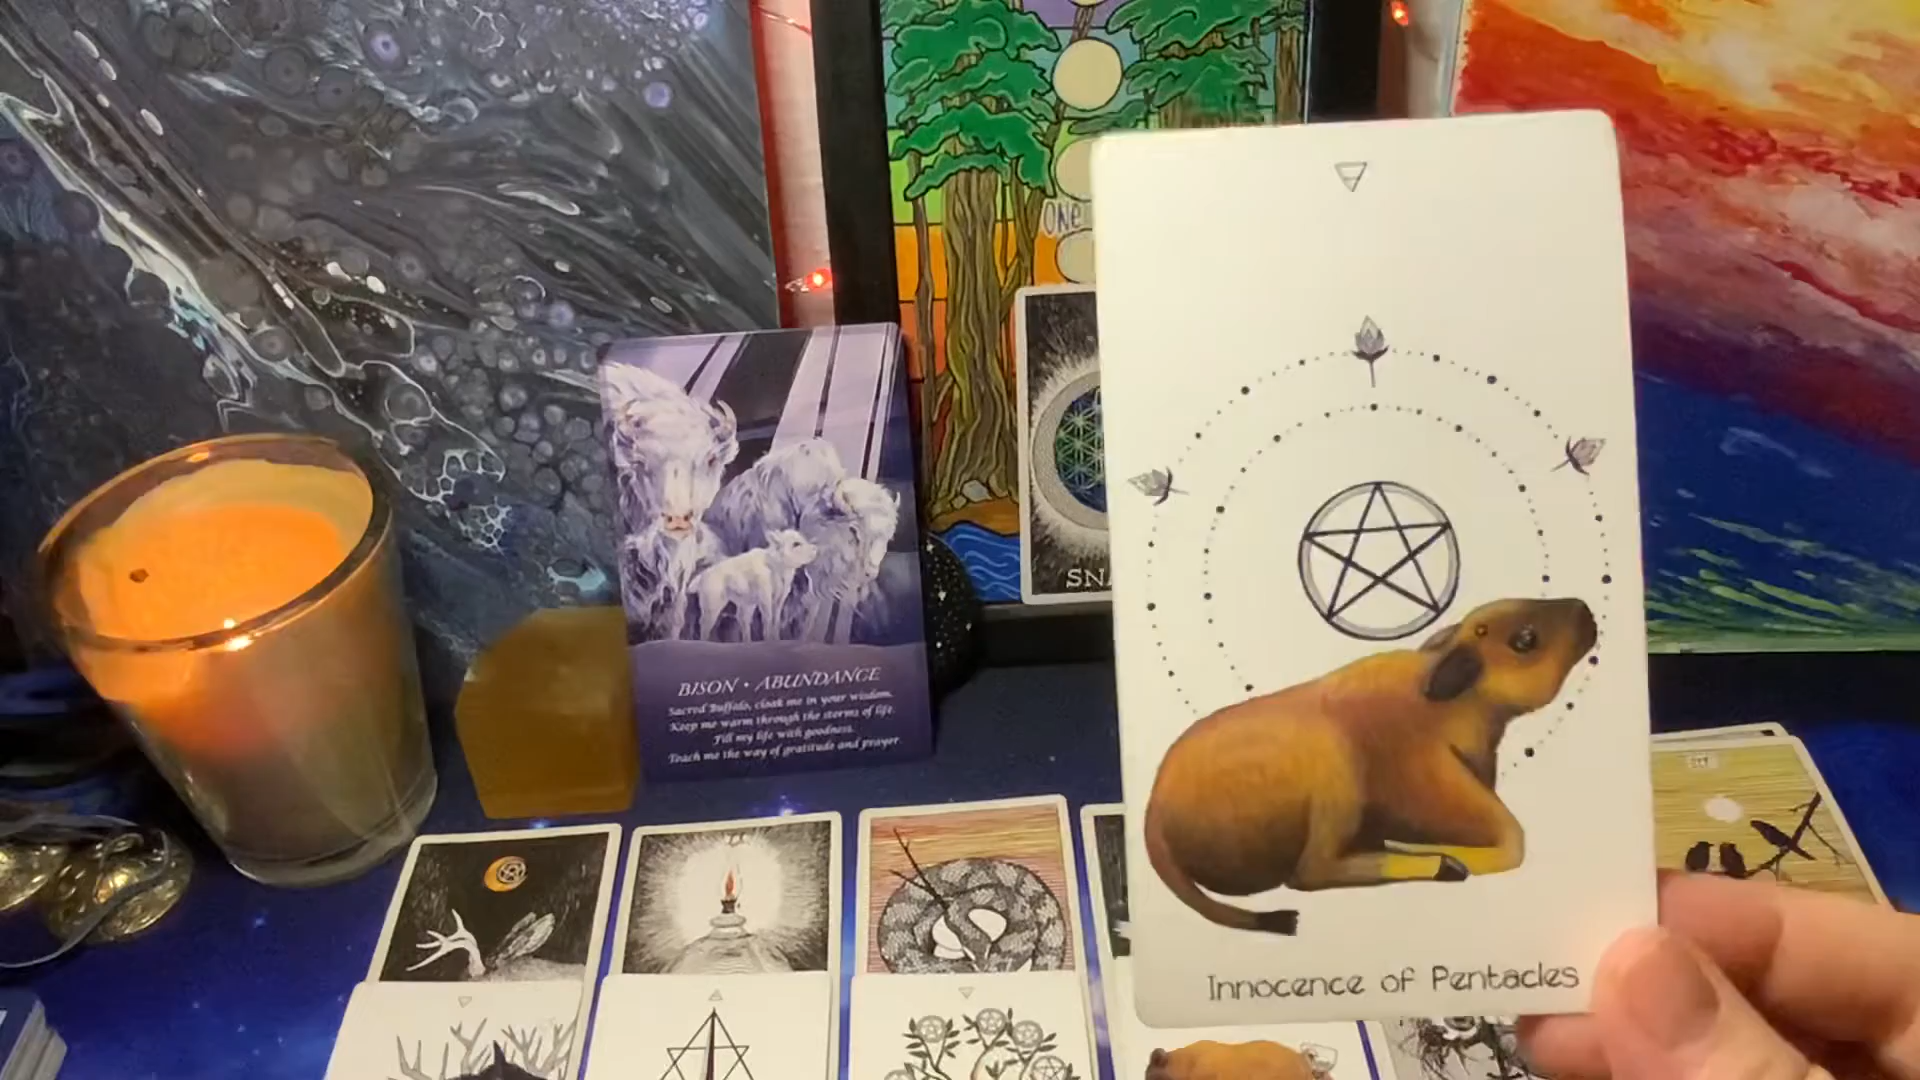 ONE
SNA
BISON • ABUNDANCE
Sacred Buffalo, cloak me in your wisdom.
Keep me warm through the storms of life.
Fill my life with goodness.
Teach me the way of gratitude and prayer.
Innocence of Pentacles